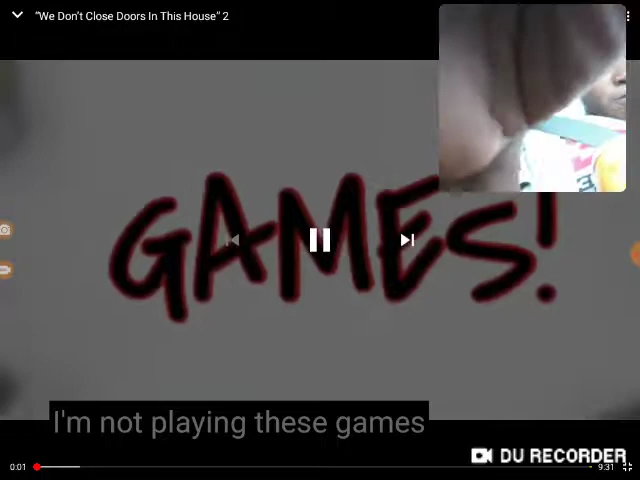 “We Don’t Close Doors In This House” 2
GAMES!
I'm not playing these games
DU RECORDER
0:01
9:31